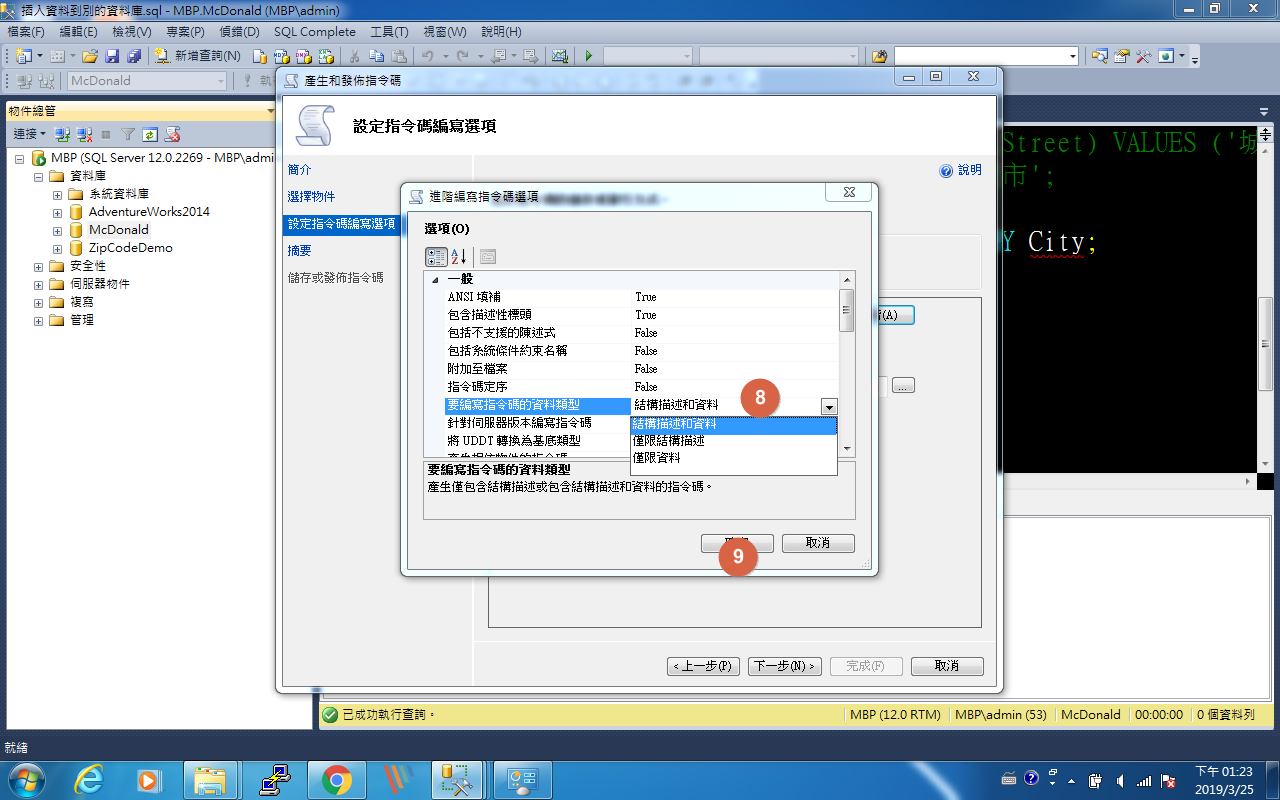 插入資料到別的資料庫.sql - MBP.McDonald (MBP\admin)
檔案(F) 編輯(E) 檢視(V) 專案(P) 偵錯(D) SQL Complete 工具(T) 視窗(W) 說明(H)
新增查詢(N)
McDonald
產生和發佈指令碼
設定指令碼編寫選項
物件總管
連接
MBP (SQL Server 12.0.2269 - MBP\admi
資料庫
系統資料庫
AdventureWorks2014
McDonald
ZipCodeDemo
安全性
伺服器物件
複寫
管理
簡介
選擇物件
設定指令碼編寫選項
摘要
儲存或發佈指令碼
說明
Street) VALUES ('城
市';
Y City;
(A)
...
進階編寫指令碼選項
選項(O)
一般
ANSI 填補 True
包含描述性標頭 True
包括不支援的陳述式 False
包括系統條件約束名稱 False
附加至檔案 False
指令碼定序 False
要編寫指令碼的資料類型 結構描述和資料
8
針對伺服器版本編寫指令碼
將 UDDT 轉換為基底類型
結構描述和資料
僅限結構描述
僅限資料
要編寫指令碼的資料類型
產生僅包含結構描述或包含結構描述和資料的指令碼。
取消
9
< 上一步(P) 下一步(N) > 完成(F) 取消
已成功執行查詢。 MBP (12.0 RTM) MBP\admin (53) McDonald 00:00:00 0 個資料列
就緒
下午 01:23
2019/3/25